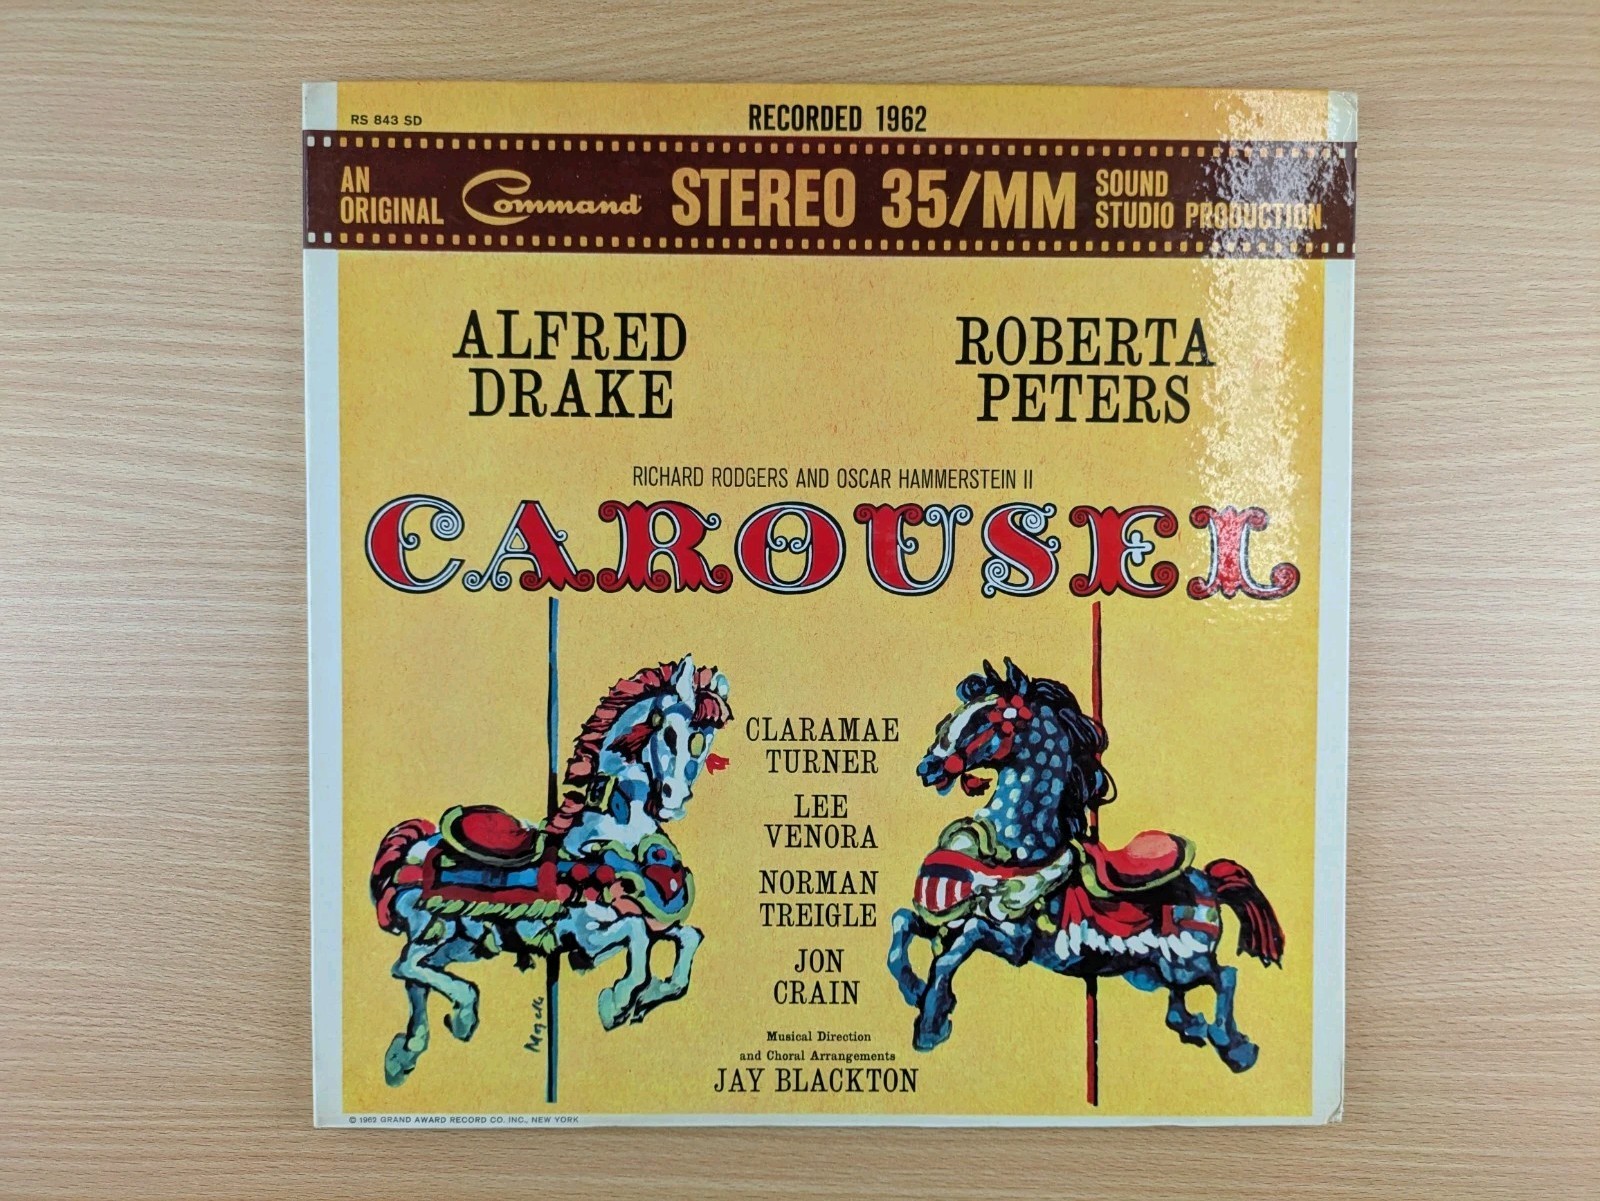 RS 843 SD
RECORDED 1962
AN
ORIGINAL
Command
STEREO 35/MM
SOUND
STUDIO PRODUCTION
ALFRED
DRAKE
ROBERTA
PETERS
RICHARD RODGERS AND OSCAR HAMMERSTEIN II
CAROUSEL
CLARAMAE
TURNER
LEE
VENORA
NORMAN
TREIGLE
JON
CRAIN
Musical Direction
and Choral Arrangements
JAY BLACKTON
© 1962 GRAND AWARD RECORD CO. INC., NEW YORK